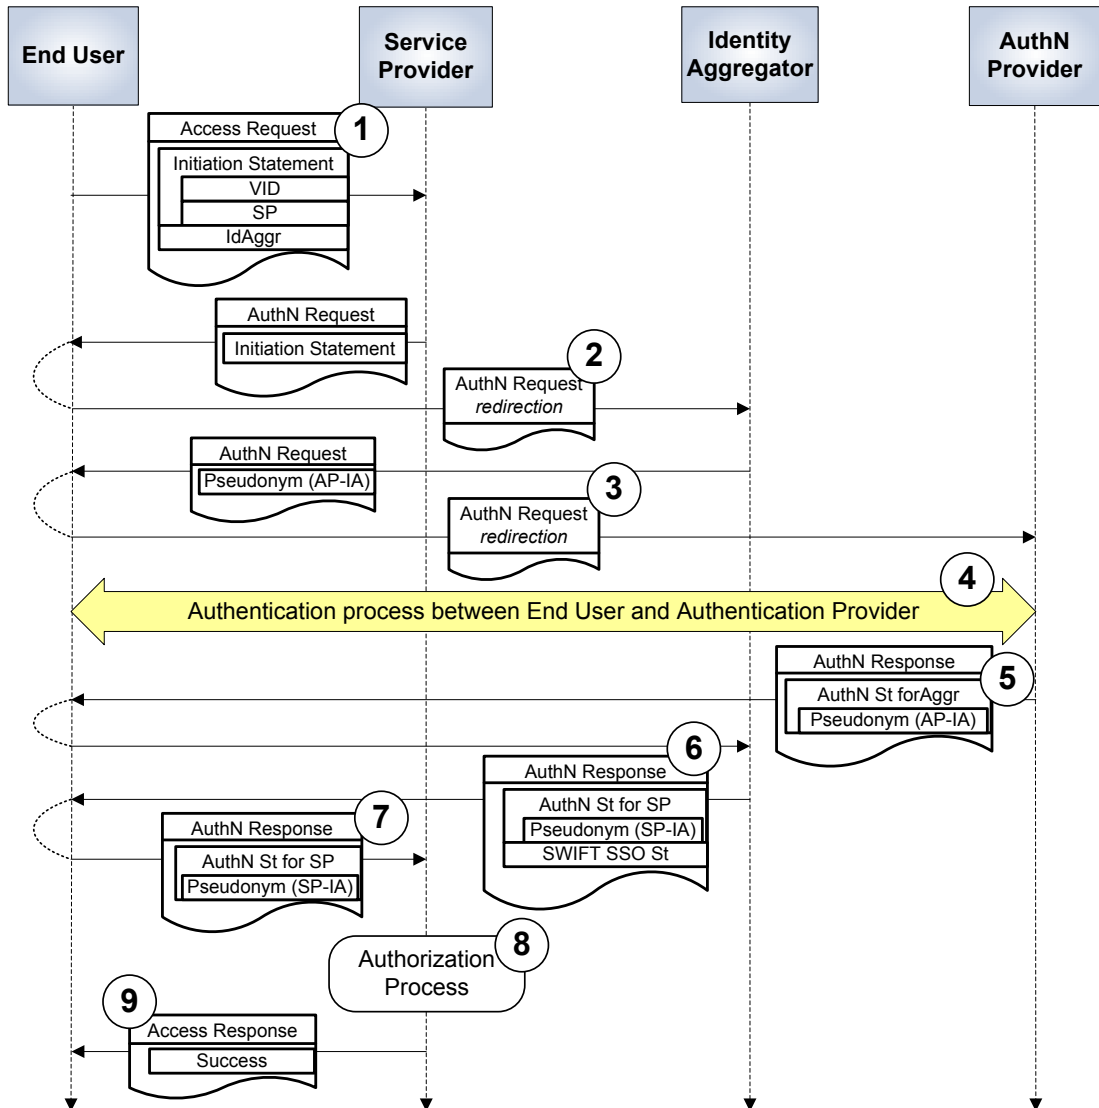 End User
Service
Provider
Identity
Aggregator
AuthN
Provider
1
Access Request
Initiation Statement
VID
SP
IdAggr
AuthN Request
Initiation Statement
2
AuthN Request
redirection
AuthN Request
Pseudonym (AP-IA)
3
AuthN Request
redirection
4
Authentication process between End User and Authentication Provider
AuthN Response
5
AuthN St forAggr
Pseudonym (AP-IA)
6
AuthN Response
AuthN St for SP
Pseudonym (SP-IA)
SWIFT SSO St
7
AuthN Response
AuthN St for SP
Pseudonym (SP-IA)
8
Authorization
Process
9
Access Response
Success